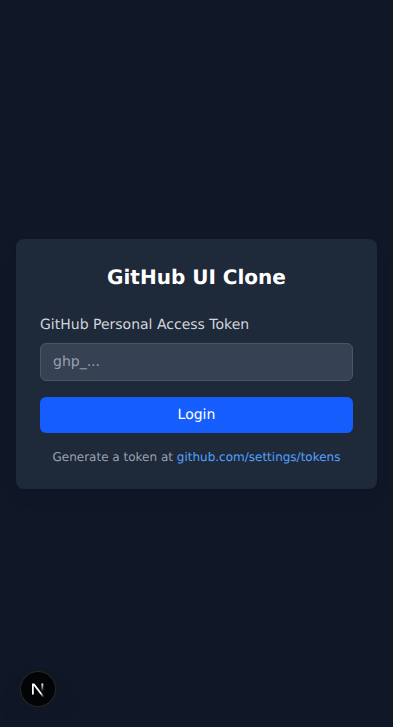 GitHub UI Clone
GitHub Personal Access Token
ghp_...
Login
Generate a token at github.com/settings/tokens
N